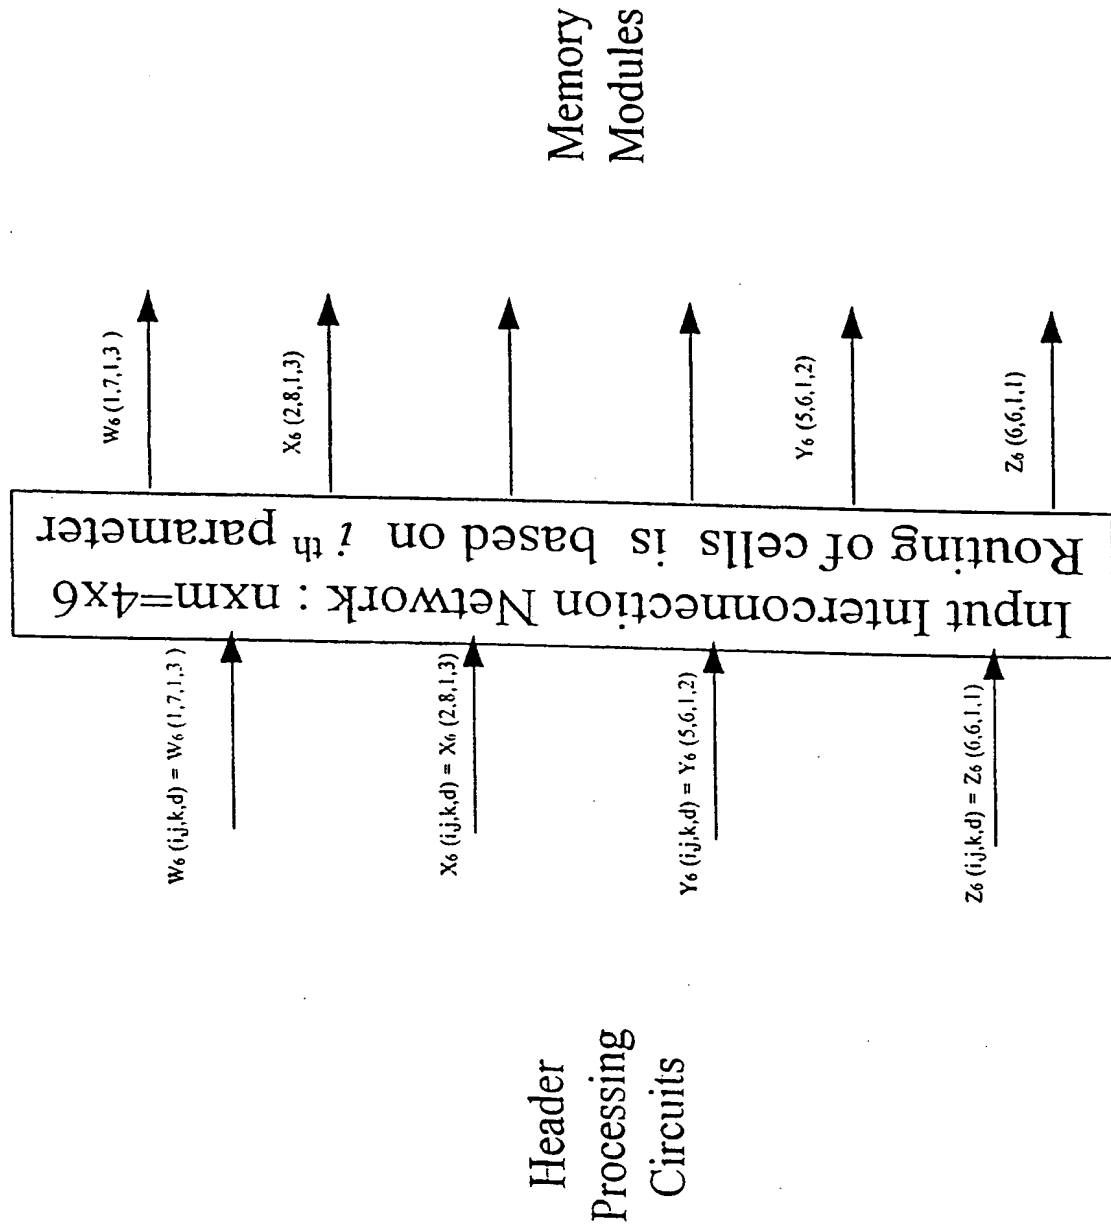 Header
Processing
Circuits
W6 (i,j,k,d) = W6 (1,7,1,3 )
X6 (i,j,k,d) = X6 (2,8,1,3)
Y6 (i,j,k,d) = Y6 (5,6,1,2)
Z6 (i,j,k,d) = Z6 (6,6,1,1)
Input Interconnection Network : nxm=4x6
Routing of cells is based on i th parameter
W6 (1,7,1,3 )
X6 (2,8,1,3)
Y6 (5,6,1,2)
Z6 (6,6,1,1)
Memory
Modules